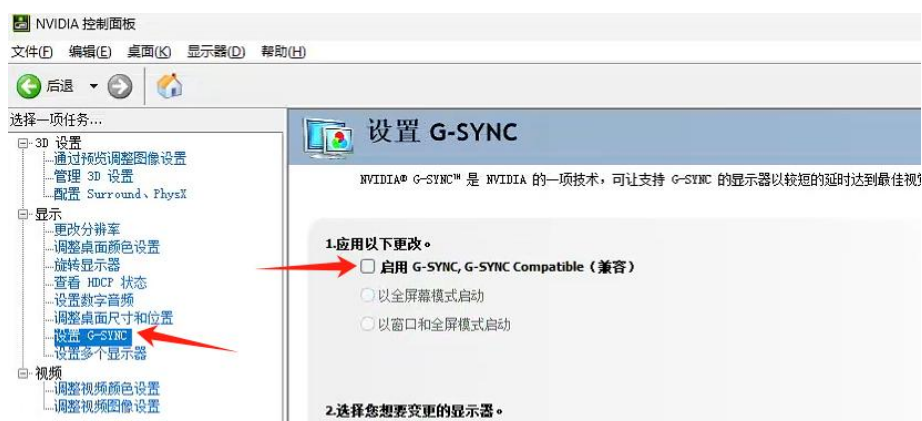 NVIDIA 控制面板
文件(F) 编辑(E) 桌面(K) 显示器(D) 帮助(H)
后退
选择一项任务...
3D 设置
通过预览调整图像设置
管理 3D 设置
配置 Surround、PhysX
显示
更改分辨率
调整桌面颜色设置
旋转显示器
查看 HDCP 状态
设置数字音频
调整桌面尺寸和位置
设置 G-SYNC
设置多个显示器
视频
调整视频颜色设置
调整视频图像设置
设置 G-SYNC
NVIDIA® G-SYNC™ 是 NVIDIA 的一项技术，可让支持 G-SYNC 的显示器以较短的延时达到最佳视
1.应用以下更改。
启用 G-SYNC, G-SYNC Compatible（兼容）
以全屏幕模式启动
以窗口和全屏模式启动
2.选择您想要变更的显示器。